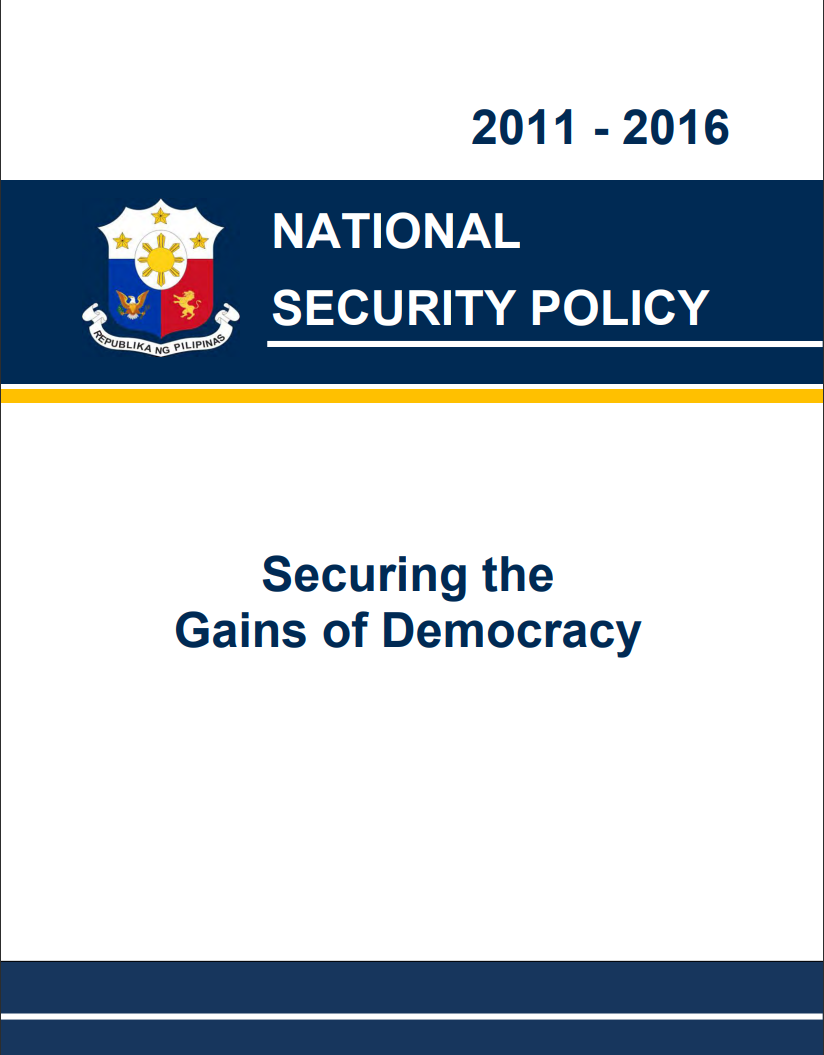 2011 - 2016
NATIONAL
SECURITY POLICY
REPUBLIKA NG PILIPINAS
Securing the
Gains of Democracy